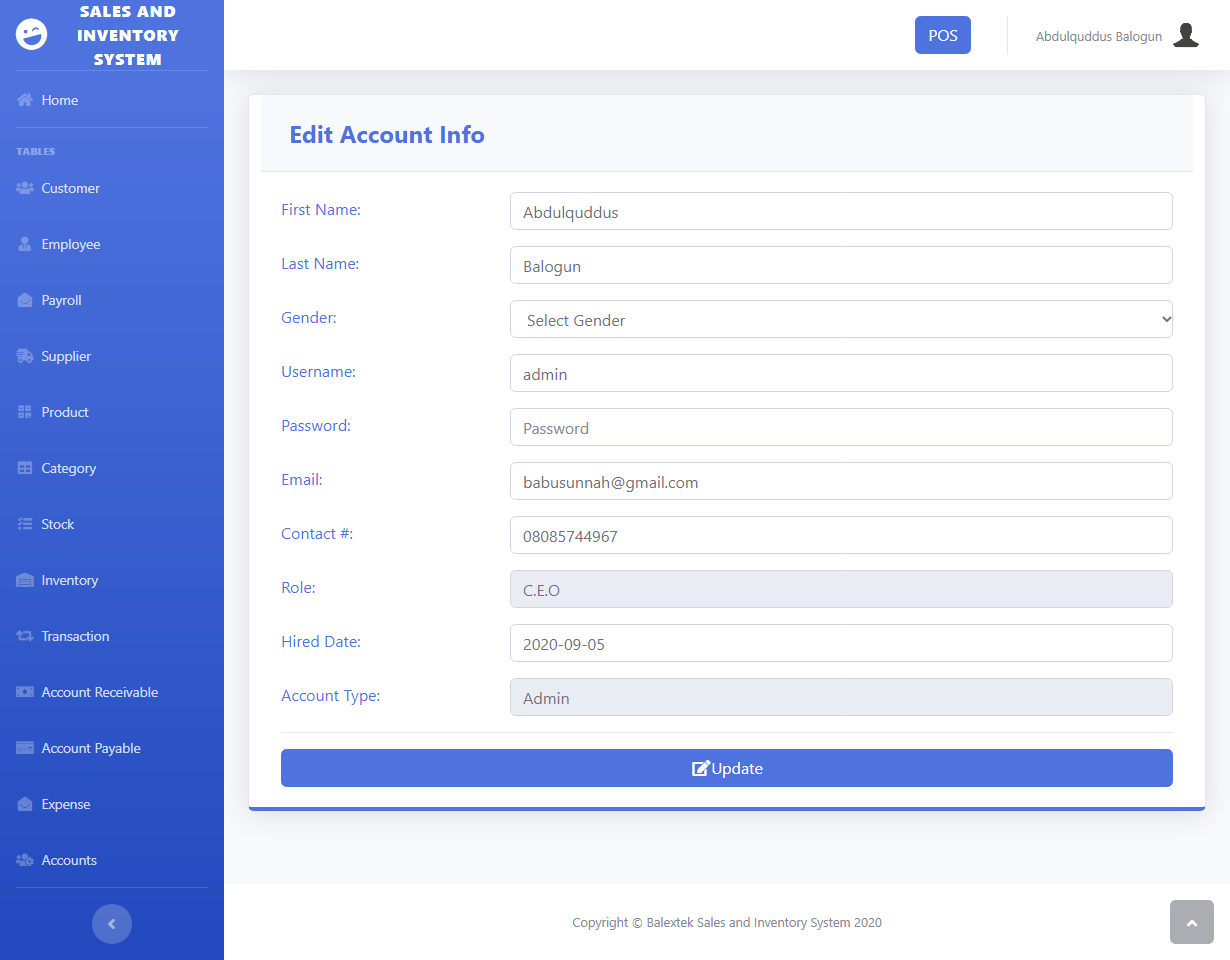 SALES AND
INVENTORY
SYSTEM
POS
Abdulquddus Balogun
Home
TABLES
Customer
Employee
Payroll
Supplier
Product
Category
Stock
Inventory
Transaction
Account Receivable
Account Payable
Expense
Accounts
Edit Account Info
First Name:
Abdulquddus
Last Name:
Balogun
Gender:
Select Gender
Username:
admin
Password:
Password
Email:
babusunnah@gmail.com
Contact #:
08085744967
Role:
C.E.O
Hired Date:
2020-09-05
Account Type:
Admin
Update
Copyright © Balextek Sales and Inventory System 2020